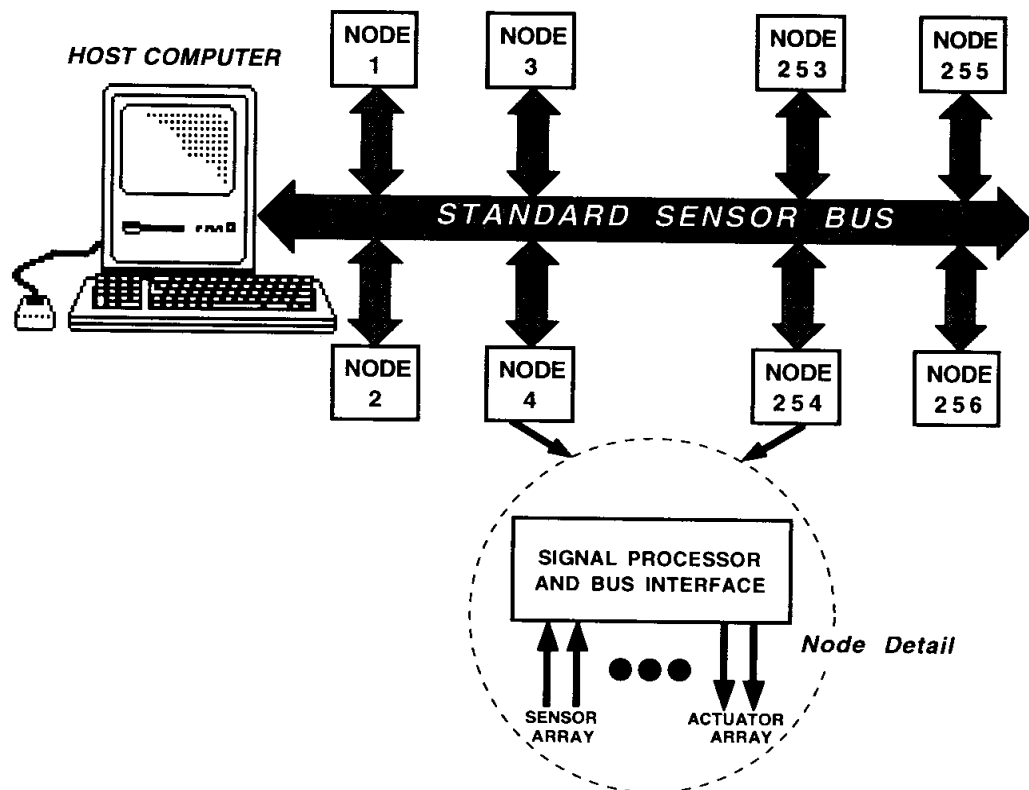 HOST COMPUTER
NODE
1
NODE
3
NODE
253
NODE
255
STANDARD SENSOR BUS
NODE
2
NODE
4
NODE
254
NODE
256
SIGNAL PROCESSOR
AND BUS INTERFACE
Node Detail
SENSOR
ARRAY
ACTUATOR
ARRAY